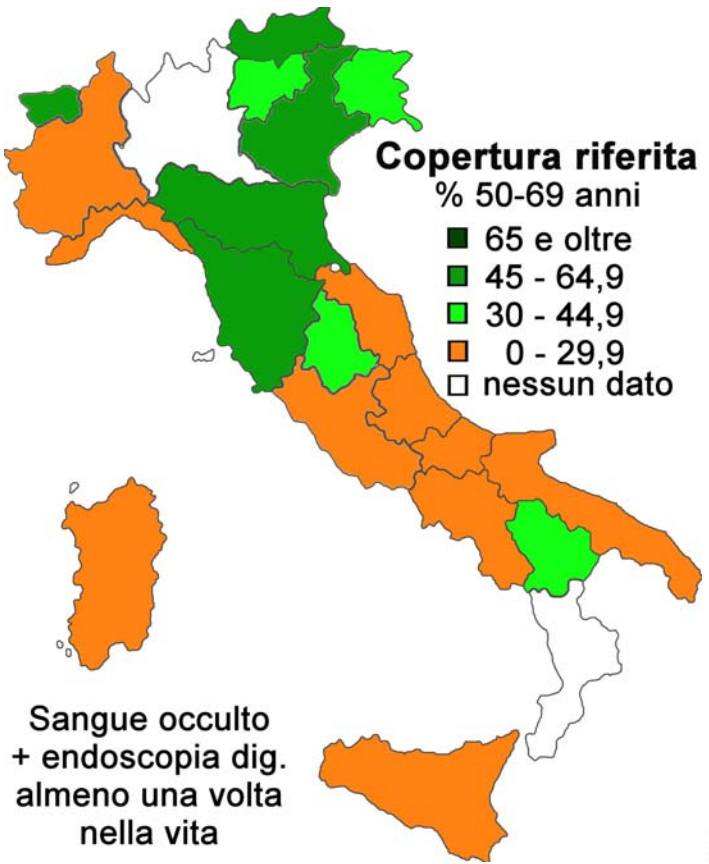 Copertura riferita
% 50-69 anni
65 e oltre
45 - 64,9
30 - 44,9
0 - 29,9
nessun dato
Sangue occulto
+ endoscopia dig.
almeno una volta
nella vita